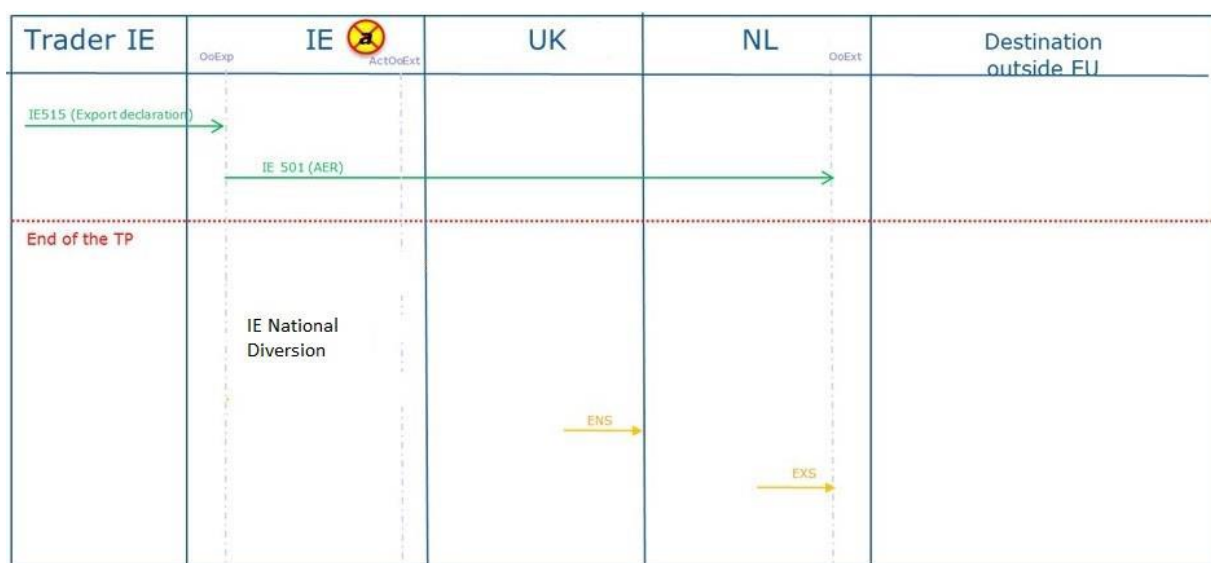 Trader IE
IE
a
UK
NL
Destination
outside EU
OoExp
ActOoExt
OoExt
IE515 (Export declaration)
IE 501 (AER)
End of the TP
IE National
Diversion
ENS
EXS